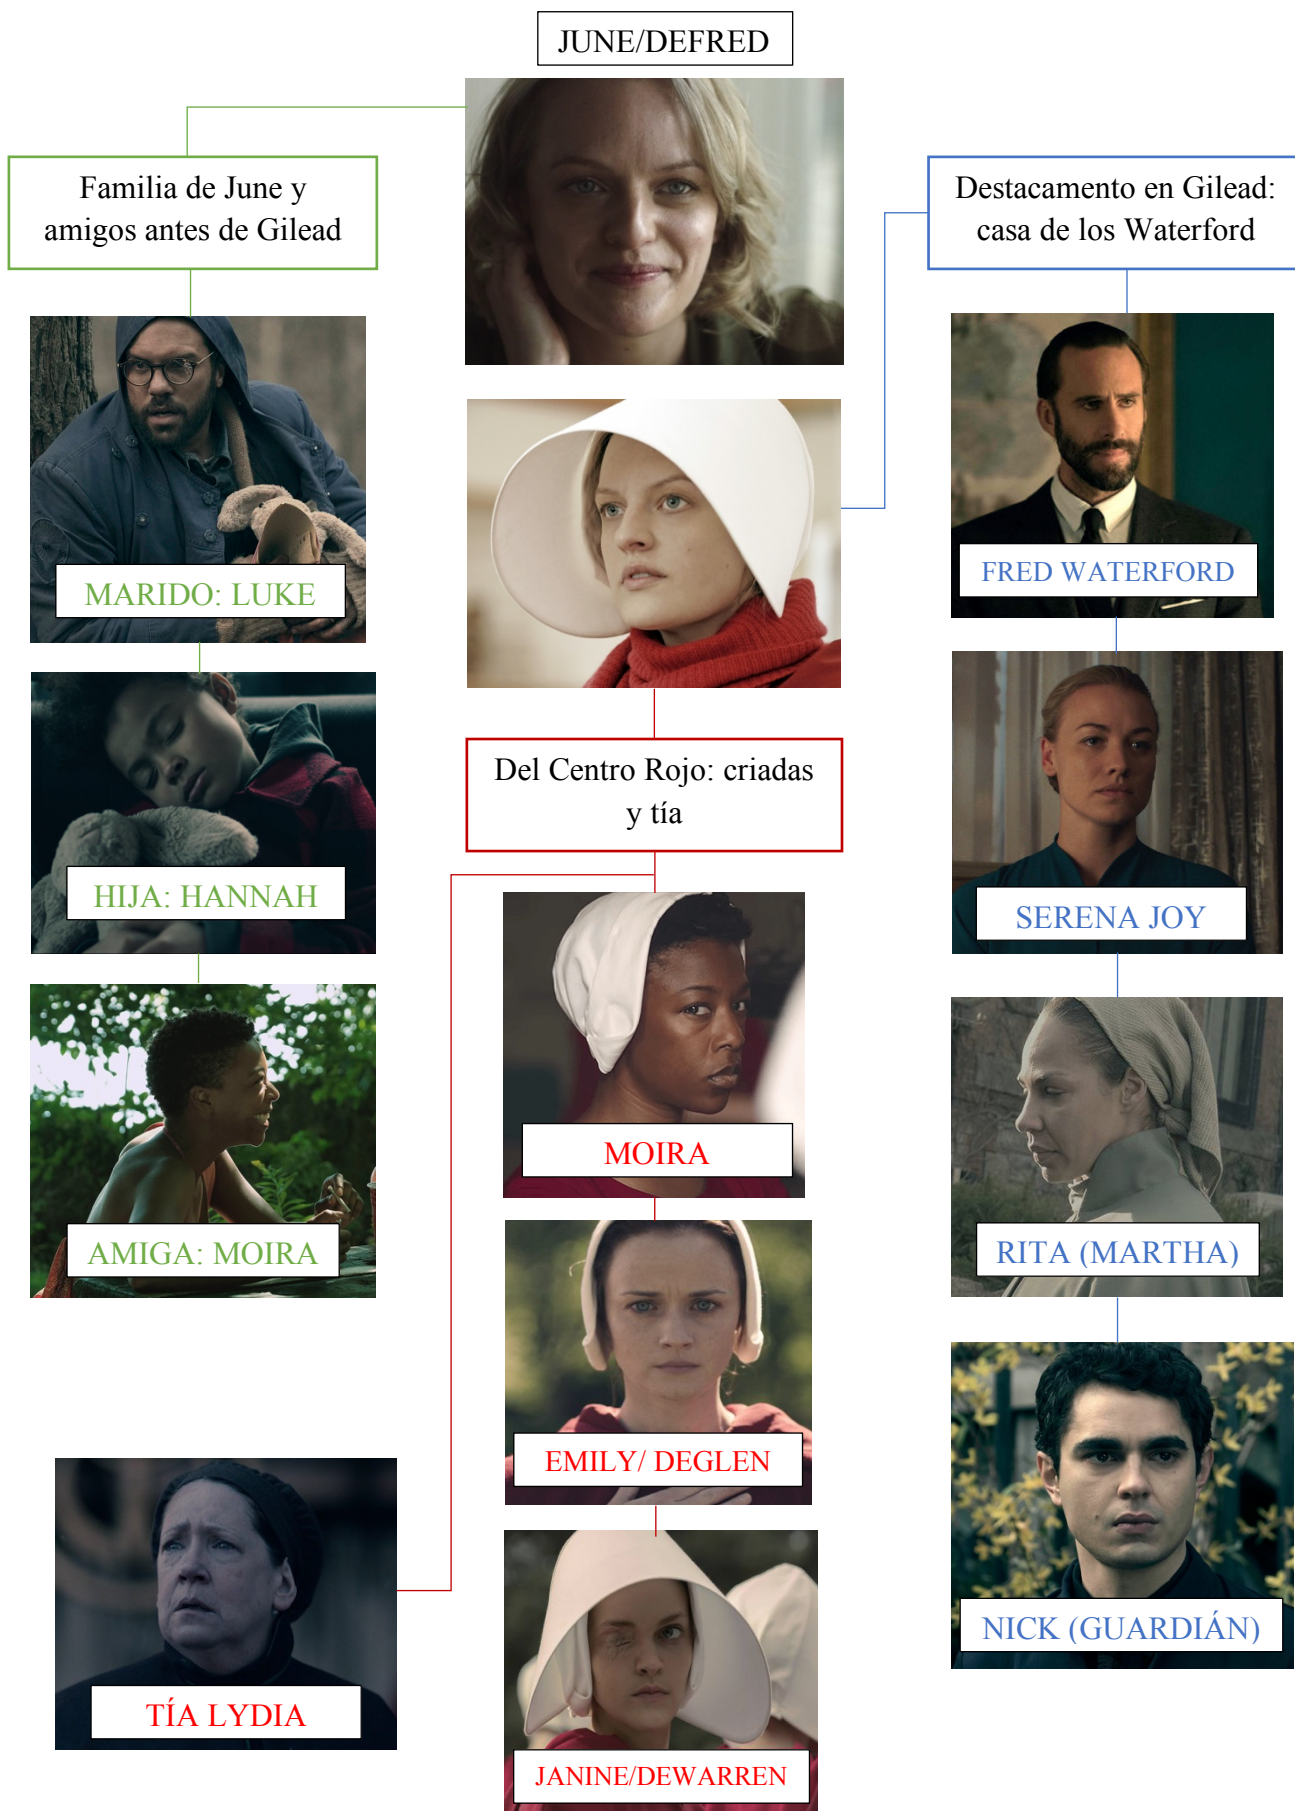 JUNE/DEFRED
Familia de June y
amigos antes de Gilead
MARIDO: LUKE
HIJA: HANNAH
AMIGA: MOIRA
Destacamento en Gilead:
casa de los Waterford
FRED WATERFORD
SERENA JOY
RITA (MARTHA)
NICK (GUARDIÁN)
Del Centro Rojo: criadas
y tía
MOIRA
EMILY/ DEGLEN
JANINE/DEWARREN
TÍA LYDIA